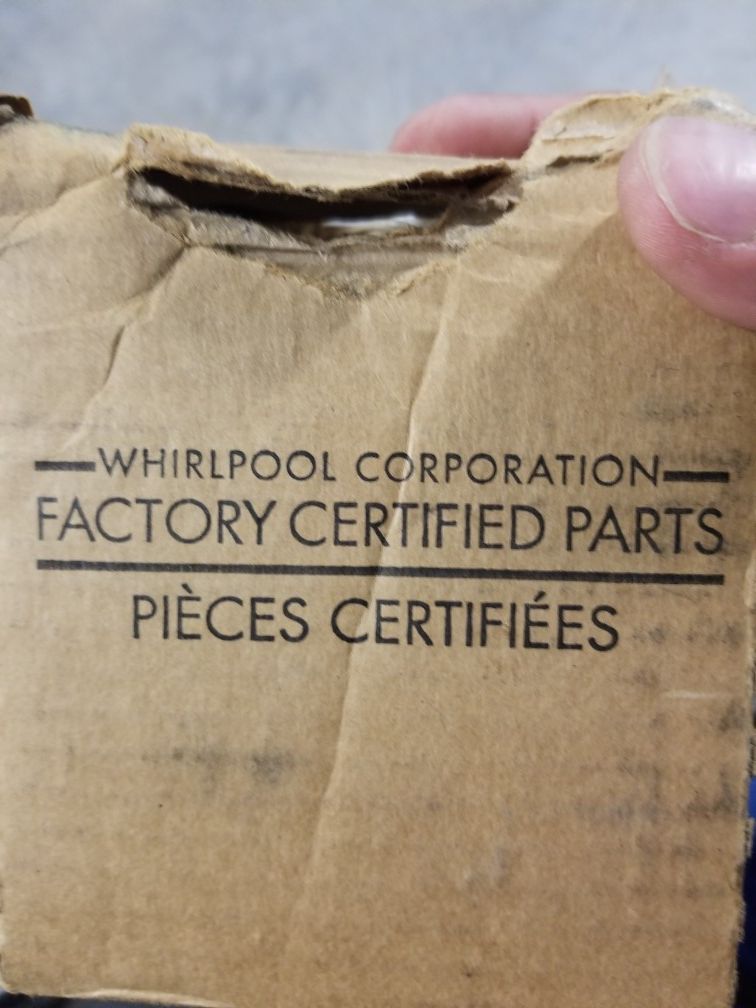 WHIRLPOOL CORPORATION
FACTORY CERTIFIED PARTS
PIÈCES CERTIFIÉES